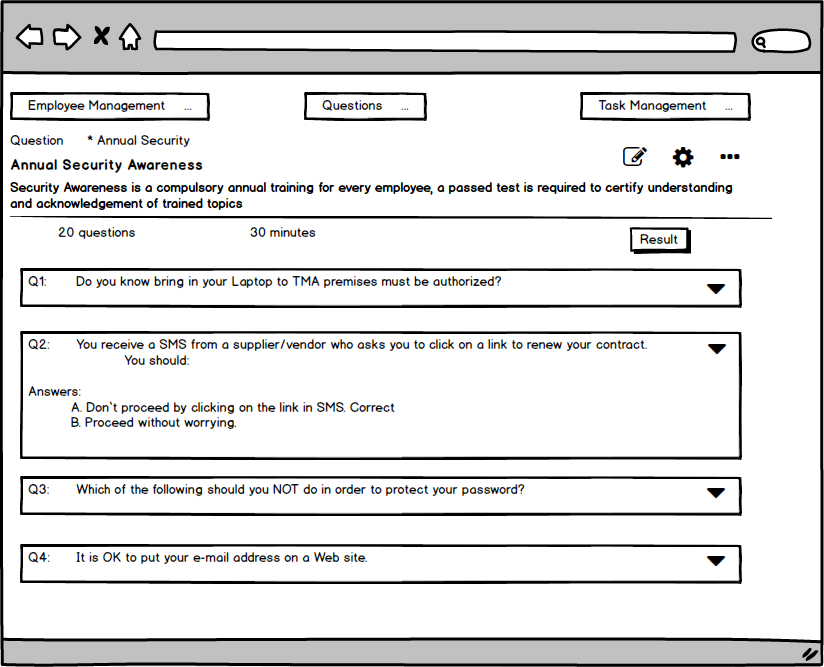 Employee Management ...
Questions ...
Task Management ...
Question * Annual Security
Annual Security Awareness
Security Awareness is a compulsory annual training for every employee, a passed test is required to certify understanding
and acknowledgement of trained topics
20 questions 30 minutes Result
Q1: Do you know bring in your Laptop to TMA premises must be authorized?
Q2: You receive a SMS from a supplier/vendor who asks you to click on a link to renew your contract.
You should:
Answers:
A. Don't proceed by clicking on the link in SMS. Correct
B. Proceed without worrying.
Q3: Which of the following should you NOT do in order to protect your password?
Q4: It is OK to put your e-mail address on a Web site.